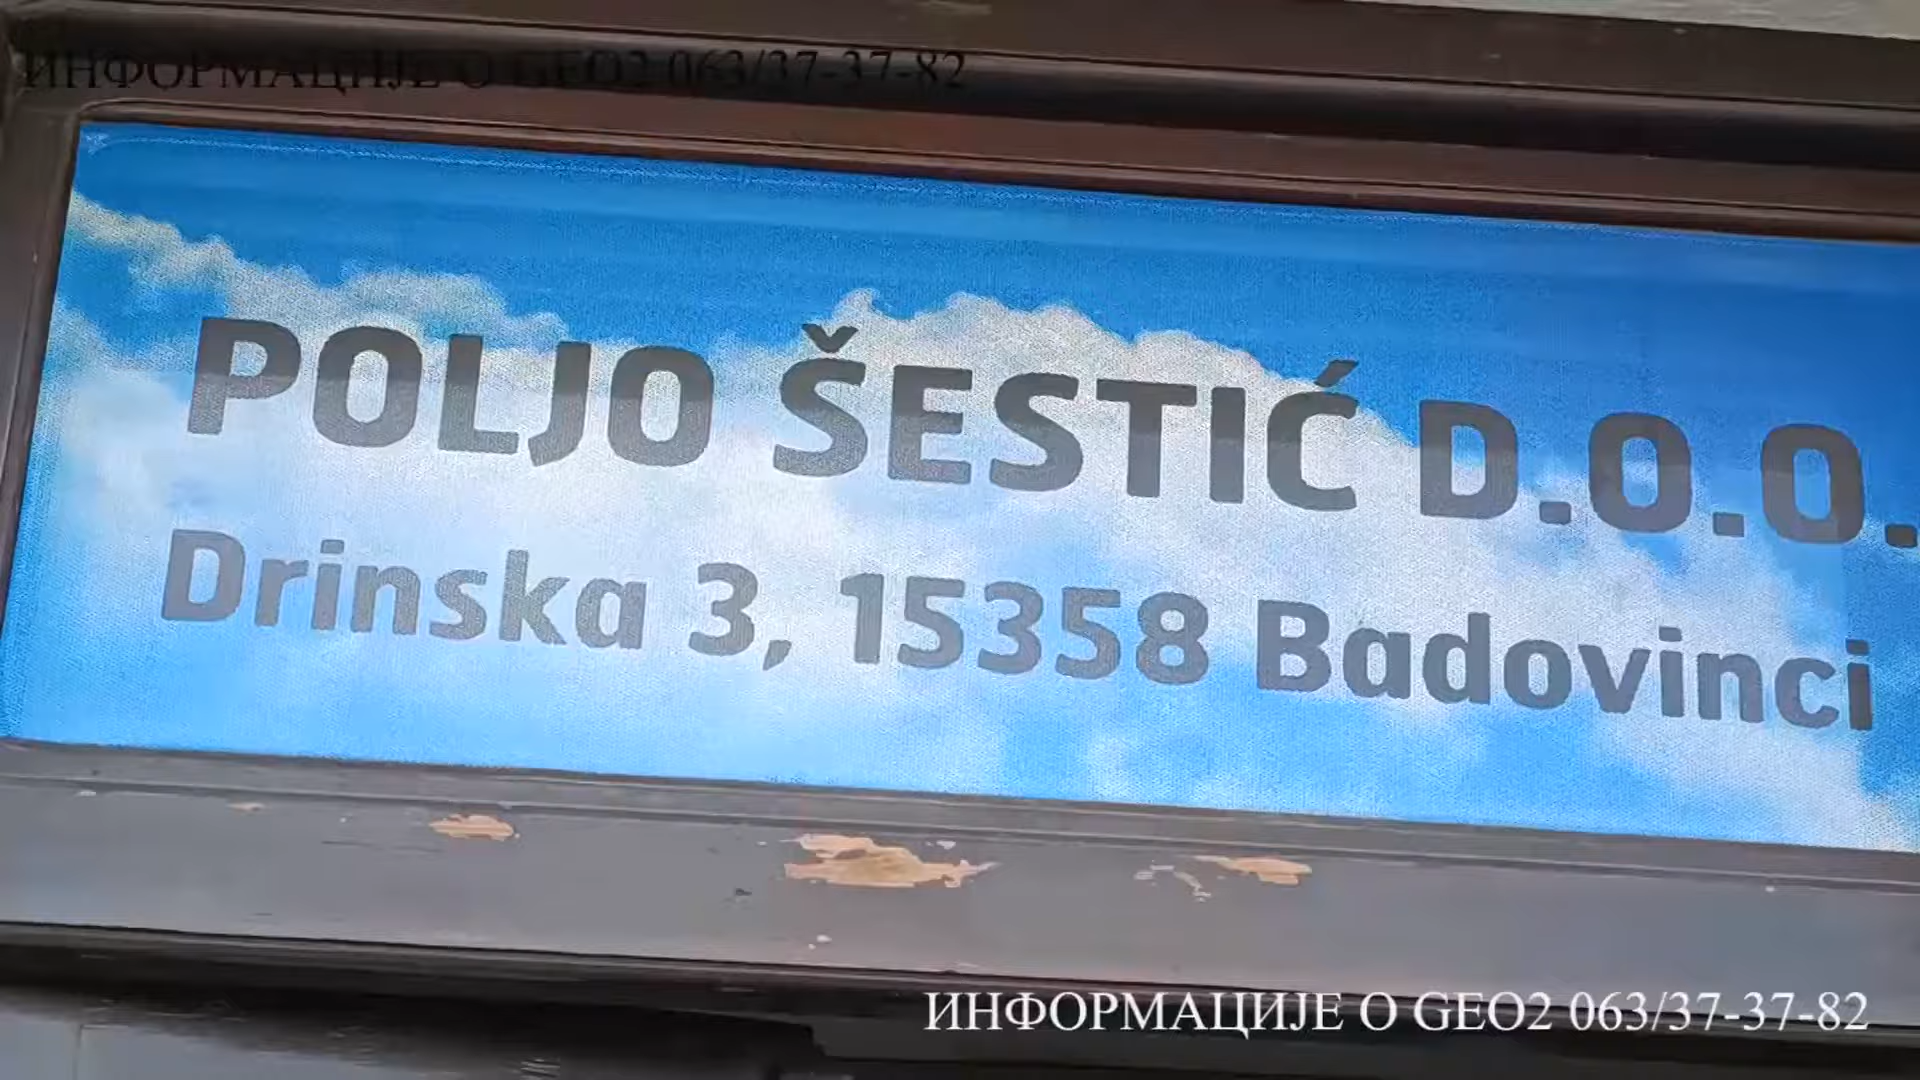 ИНФОРМАЦИЈЕ О GEO2 063/37-37-82
POLJO ŠESTIĆ D.O.O.
Drinska 3, 15358 Badovinci
ИНФОРМАЦИЈЕ О GEO2 063/37-37-82